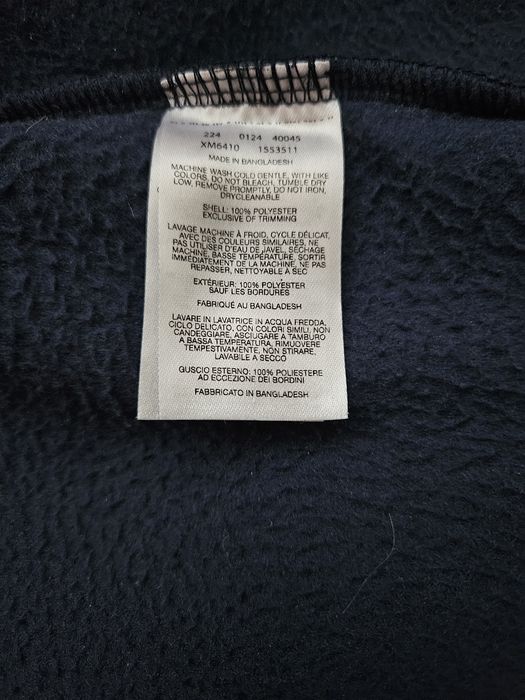 224 0124 40045
XM6410 1553511
MADE IN BANGLADESH
MACHINE WASH COLD GENTLE, WITH LIKE
COLORS, DO NOT BLEACH, TUMBLE DRY
LOW, REMOVE PROMPTLY, DO NOT IRON,
DRYCLEANABLE
SHELL: 100% POLYESTER
EXCLUSIVE OF TRIMMING
LAVAGE MACHINE À FROID, CYCLE DÉLICAT,
AVEC DES COULEURS SIMILAIRES, NE
PAS UTILISER D'EAU DE JAVEL, SÉCHAGE
MACHINE, BASSE TEMPÉRATURE, SORTIR
IMMÉDIATEMENT DE LA MACHINE, NE PAS
REPASSER, NETTOYABLE A SEC
EXTÉRIEUR: 100% POLYESTER
SAUF LES BORDURES
FABRIQUÉ AU BANGLADESH
LAVARE IN LAVATRICE IN ACQUA FREDDA,
CICLO DELICATO, CON COLORI SIMILI, NON
CANDEGGIARE, ASCIUGARE A TAMBURO
A BASSA TEMPERATURA, RIMUOVERE
TEMPESTIVAMENTE, NON STIRARE,
LAVABILE A SECCO
GUSCIO ESTERNO: 100% POLIESTERE
AD ECCEZIONE DEI BORDINI
FABBRICATO IN BANGLADESH